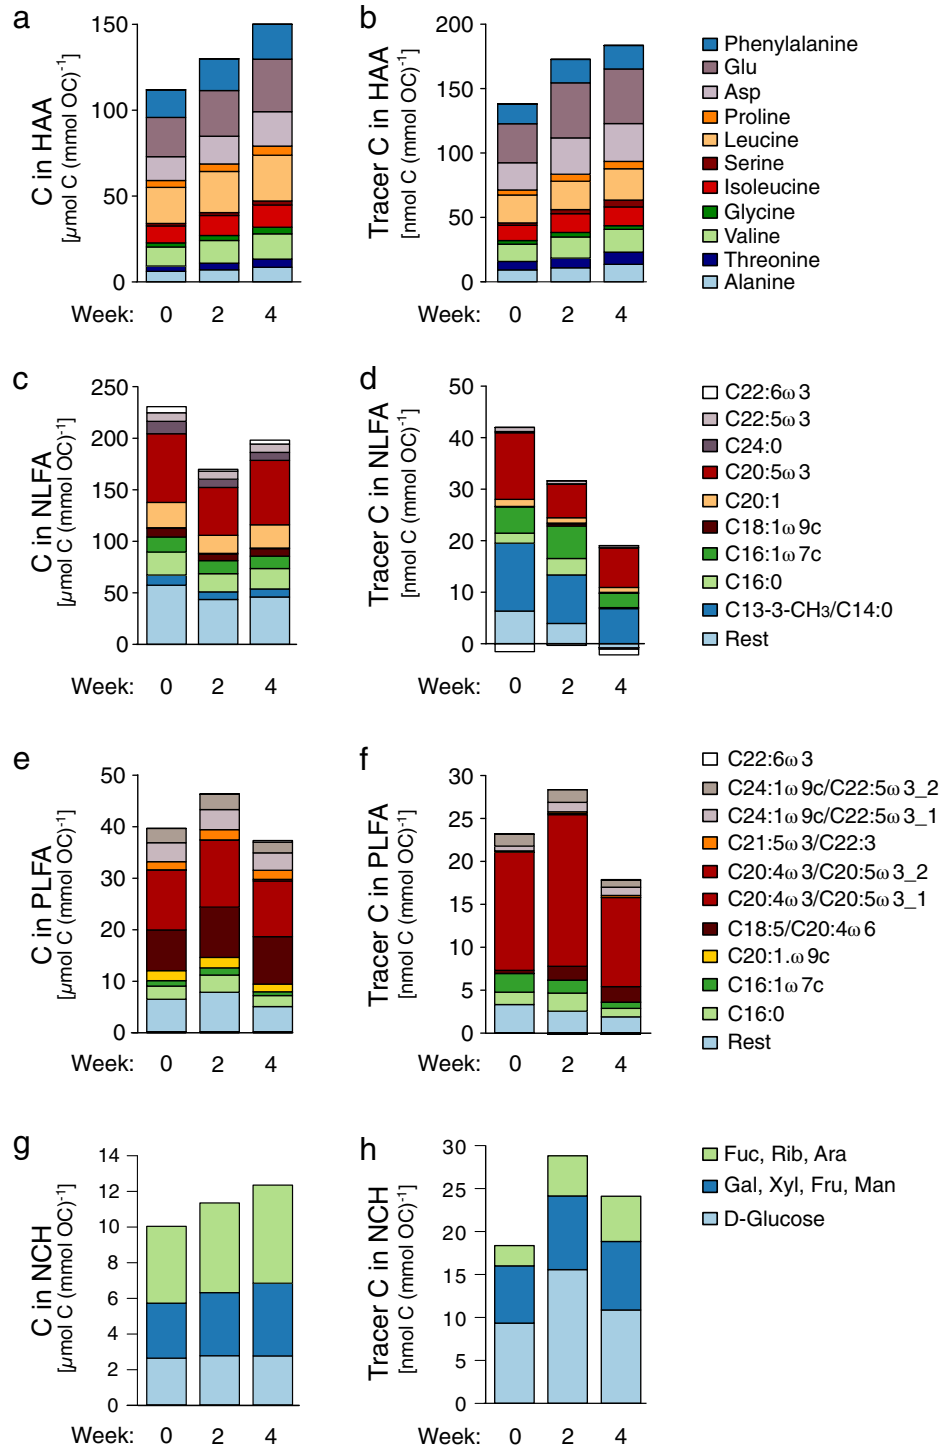 a
C in HAA
[µmol C (mmol OC)⁻¹]
150
100
50
0
Week: 0 2 4
b
Tracer C in HAA
[nmol C (mmol OC)⁻¹]
200
150
100
50
0
Week: 0 2 4
Phenylalanine
Glu
Asp
Proline
Leucine
Serine
Isoleucine
Glycine
Valine
Threonine
Alanine
c
C in NLFA
[µmol C (mmol OC)⁻¹]
250
200
150
100
50
0
Week: 0 2 4
d
Tracer C in NLFA
[nmol C (mmol OC)⁻¹]
50
40
30
20
10
0
Week: 0 2 4
C22:6ω3
C22:5ω3
C24:0
C20:5ω3
C20:1
C18:1ω9c
C16:1ω7c
C16:0
C13-3-CH₃/C14:0
Rest
e
C in PLFA
[µmol C (mmol OC)⁻¹]
50
40
30
20
10
0
Week: 0 2 4
f
Tracer C in PLFA
[nmol C (mmol OC)⁻¹]
30
25
20
15
10
5
0
Week: 0 2 4
C22:6ω3
C24:1ω9c/C22:5ω3_2
C24:1ω9c/C22:5ω3_1
C21:5ω3/C22:3
C20:4ω3/C20:5ω3_2
C20:4ω3/C20:5ω3_1
C18:5/C20:4ω6
C20:1.ω9c
C16:1ω7c
C16:0
Rest
g
C in NCH
[µmol C (mmol OC)⁻¹]
14
12
10
8
6
4
2
0
Week: 0 2 4
h
Tracer C in NCH
[nmol C (mmol OC)⁻¹]
30
25
20
15
10
5
0
Week: 0 2 4
Fuc, Rib, Ara
Gal, Xyl, Fru, Man
D-Glucose